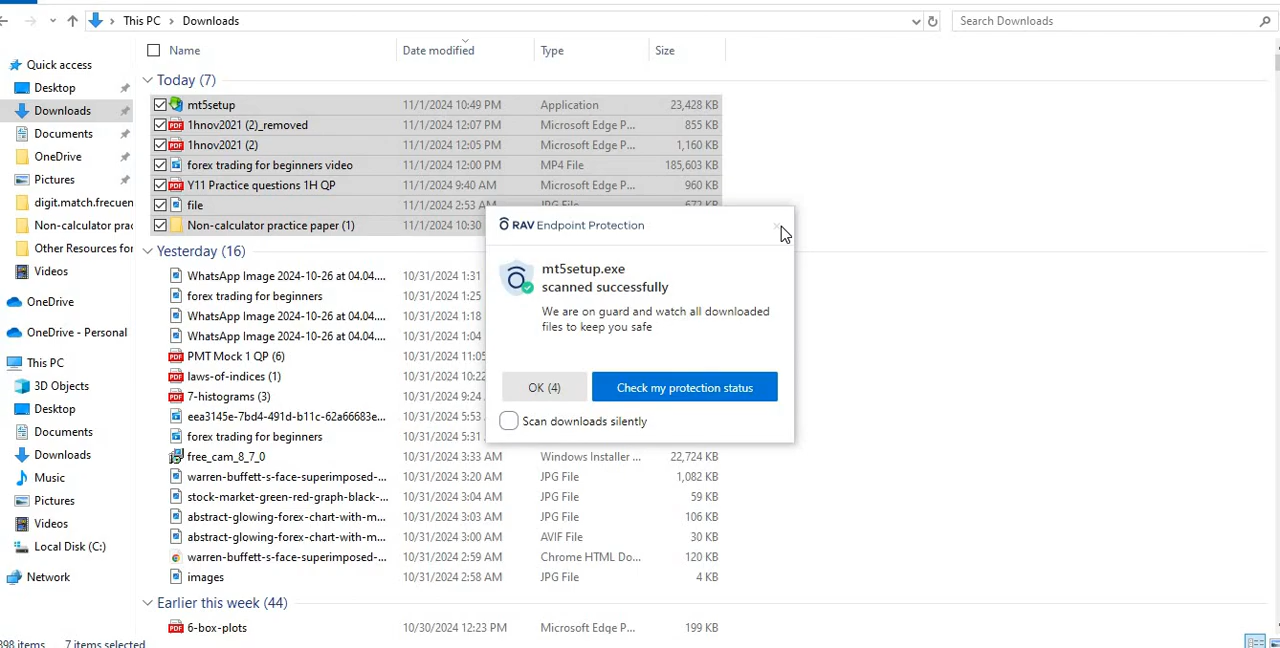 This PC > Downloads
Search Downloads
Name Date modified Type Size
Quick access
Desktop
Downloads
Documents
OneDrive
Pictures
digit.match.frequen
Non-calculator prac
Other Resources for
Videos
OneDrive
OneDrive - Personal
This PC
3D Objects
Desktop
Documents
Downloads
Music
Pictures
Videos
Local Disk (C:)
Network
Today (7)
mt5setup 11/1/2024 10:49 PM Application 23,428 KB
1hnov2021 (2)_removed 11/1/2024 12:07 PM Microsoft Edge P... 855 KB
1hnov2021 (2) 11/1/2024 12:05 PM Microsoft Edge P... 1,160 KB
forex trading for beginners video 11/1/2024 12:00 PM MP4 File 185,603 KB
Y11 Practice questions 1H QP 11/1/2024 9:40 AM Microsoft Edge P... 960 KB
file 11/1/2024 2:53 AM JPG File 672 KB
Non-calculator practice paper (1) 11/1/2024 10:30
Yesterday (16)
WhatsApp Image 2024-10-26 at 04.04.... 10/31/2024 1:31
forex trading for beginners 10/31/2024 1:25
WhatsApp Image 2024-10-26 at 04.04.... 10/31/2024 1:18
WhatsApp Image 2024-10-26 at 04.04.... 10/31/2024 1:04
PMT Mock 1 QP (6) 10/31/2024 11:05
laws-of-indices (1) 10/31/2024 10:22
7-histograms (3) 10/31/2024 9:24
eea3145e-7bd4-491d-b11c-62a66683e... 10/31/2024 5:53
forex trading for beginners 10/31/2024 5:31
free_cam_8_7_0 10/31/2024 3:33 AM Windows Installer ... 22,724 KB
warren-buffett-s-face-superimposed-... 10/31/2024 3:20 AM JPG File 1,082 KB
stock-market-green-red-graph-black-... 10/31/2024 3:04 AM JPG File 59 KB
abstract-glowing-forex-chart-with-m... 10/31/2024 3:03 AM JPG File 106 KB
abstract-glowing-forex-chart-with-m... 10/31/2024 3:00 AM AVIF File 30 KB
warren-buffett-s-face-superimposed-... 10/31/2024 2:59 AM Chrome HTML Do... 120 KB
images 10/31/2024 2:58 AM JPG File 4 KB
Earlier this week (44)
6-box-plots 10/30/2024 12:23 PM Microsoft Edge P... 199 KB
RAV Endpoint Protection
mt5setup.exe
scanned successfully
We are on guard and watch all downloaded
files to keep you safe
OK (4) Check my protection status
Scan downloads silently
398 items 7 items selected